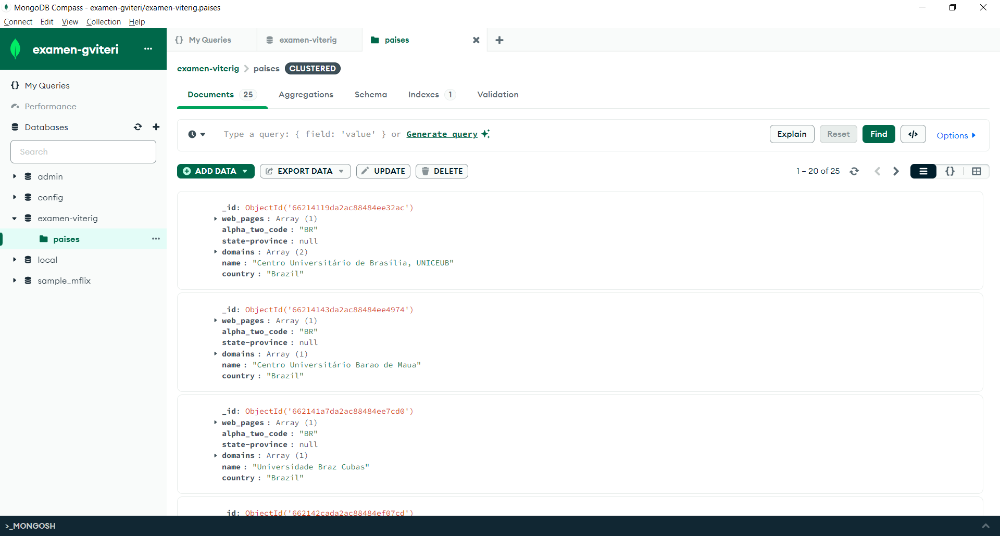 MongoDB Compass - examen-gviteri/examen-viterig.paises
Connect Edit View Collection Help
examen-gviteri
My Queries
Performance
Databases
Search
admin
config
examen-viterig
paises
local
sample_mflix
{} My Queries
examen-viterig
paises
examen-viterig > paises CLUSTERED
Documents 25 Aggregations Schema Indexes 1 Validation
Type a query: { field: 'value' } or Generate query
Explain Reset Find </> Options
ADD DATA EXPORT DATA UPDATE DELETE
1 – 20 of 25
_id: ObjectId('66214119da2ac88484ee32ac')
web_pages : Array (1)
alpha_two_code : "BR"
state-province : null
domains : Array (2)
name : "Centro Universitário de Brasília, UNICEUB"
country : "Brazil"
_id: ObjectId('66214143da2ac88484ee4974')
web_pages : Array (1)
alpha_two_code : "BR"
state-province : null
domains : Array (1)
name : "Centro Universitário Barao de Maua"
country : "Brazil"
_id: ObjectId('662141a7da2ac88484ee7cd0')
web_pages : Array (1)
alpha_two_code : "BR"
state-province : null
domains : Array (1)
name : "Universidade Braz Cubas"
country : "Brazil"
_id: ObjectId('662142cada2ac88484ef07cd')
>_MONGOSH